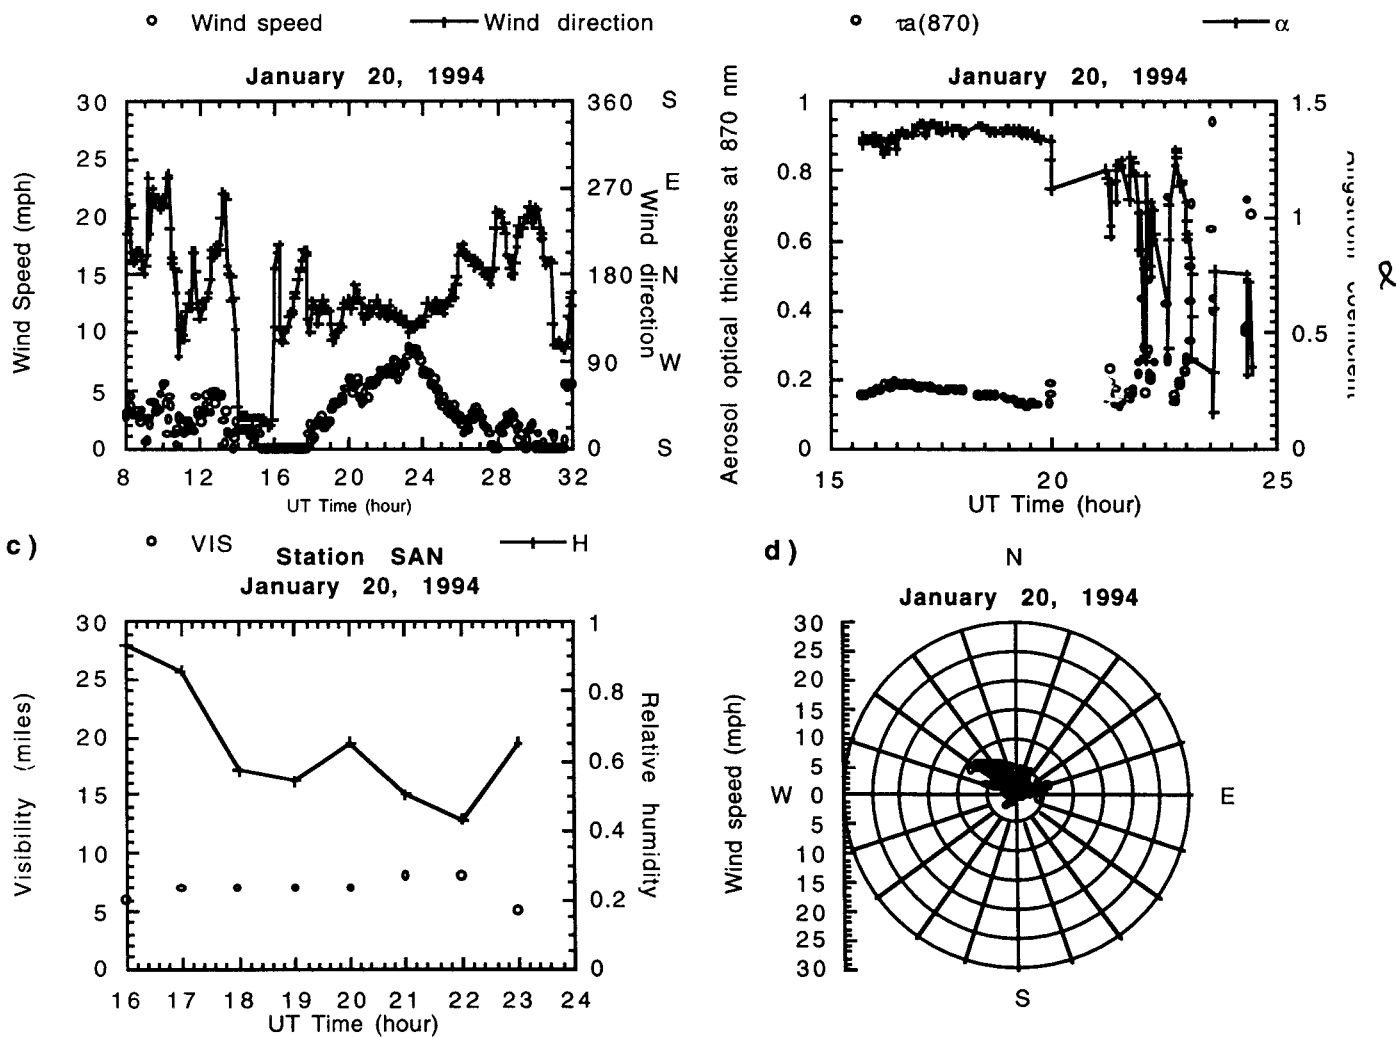 Wind speed Wind direction
January 20, 1994
30 25 20 15 10 5 0
Wind Speed (mph)
360 270 180 90 0
S E N W S
Wind direction
8 12 16 20 24 28 32
UT Time (hour)
τa(870) α
January 20, 1994
1 0.8 0.6 0.4 0.2 0
Aerosol optical thickness at 870 nm
1.5 1 0.5 0
α
15 20 25
UT Time (hour)
c)
VIS H
Station SAN
January 20, 1994
30 25 20 15 10 5 0
Visibility (miles)
1 0.8 0.6 0.4 0.2 0
Relative humidity
16 17 18 19 20 21 22 23 24
UT Time (hour)
d)
N
January 20, 1994
30 25 20 15 10 5 0 5 10 15 20 25 30
Wind speed (mph)
W E
S